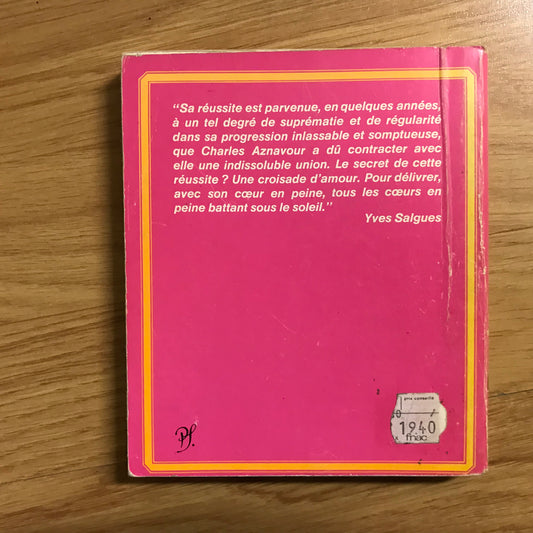 "Sa réussite est parvenue, en quelques années,
à un tel degré de suprématie et de régularité
dans sa progression inlassable et somptueuse,
que Charles Aznavour a dû contracter avec
elle une indissoluble union. Le secret de cette
réussite ? Une croisade d'amour. Pour délivrer,
avec son cœur en peine, tous les cœurs en
peine battant sous le soleil."
Yves Salgues
2
prix conseillé
1940
fnac